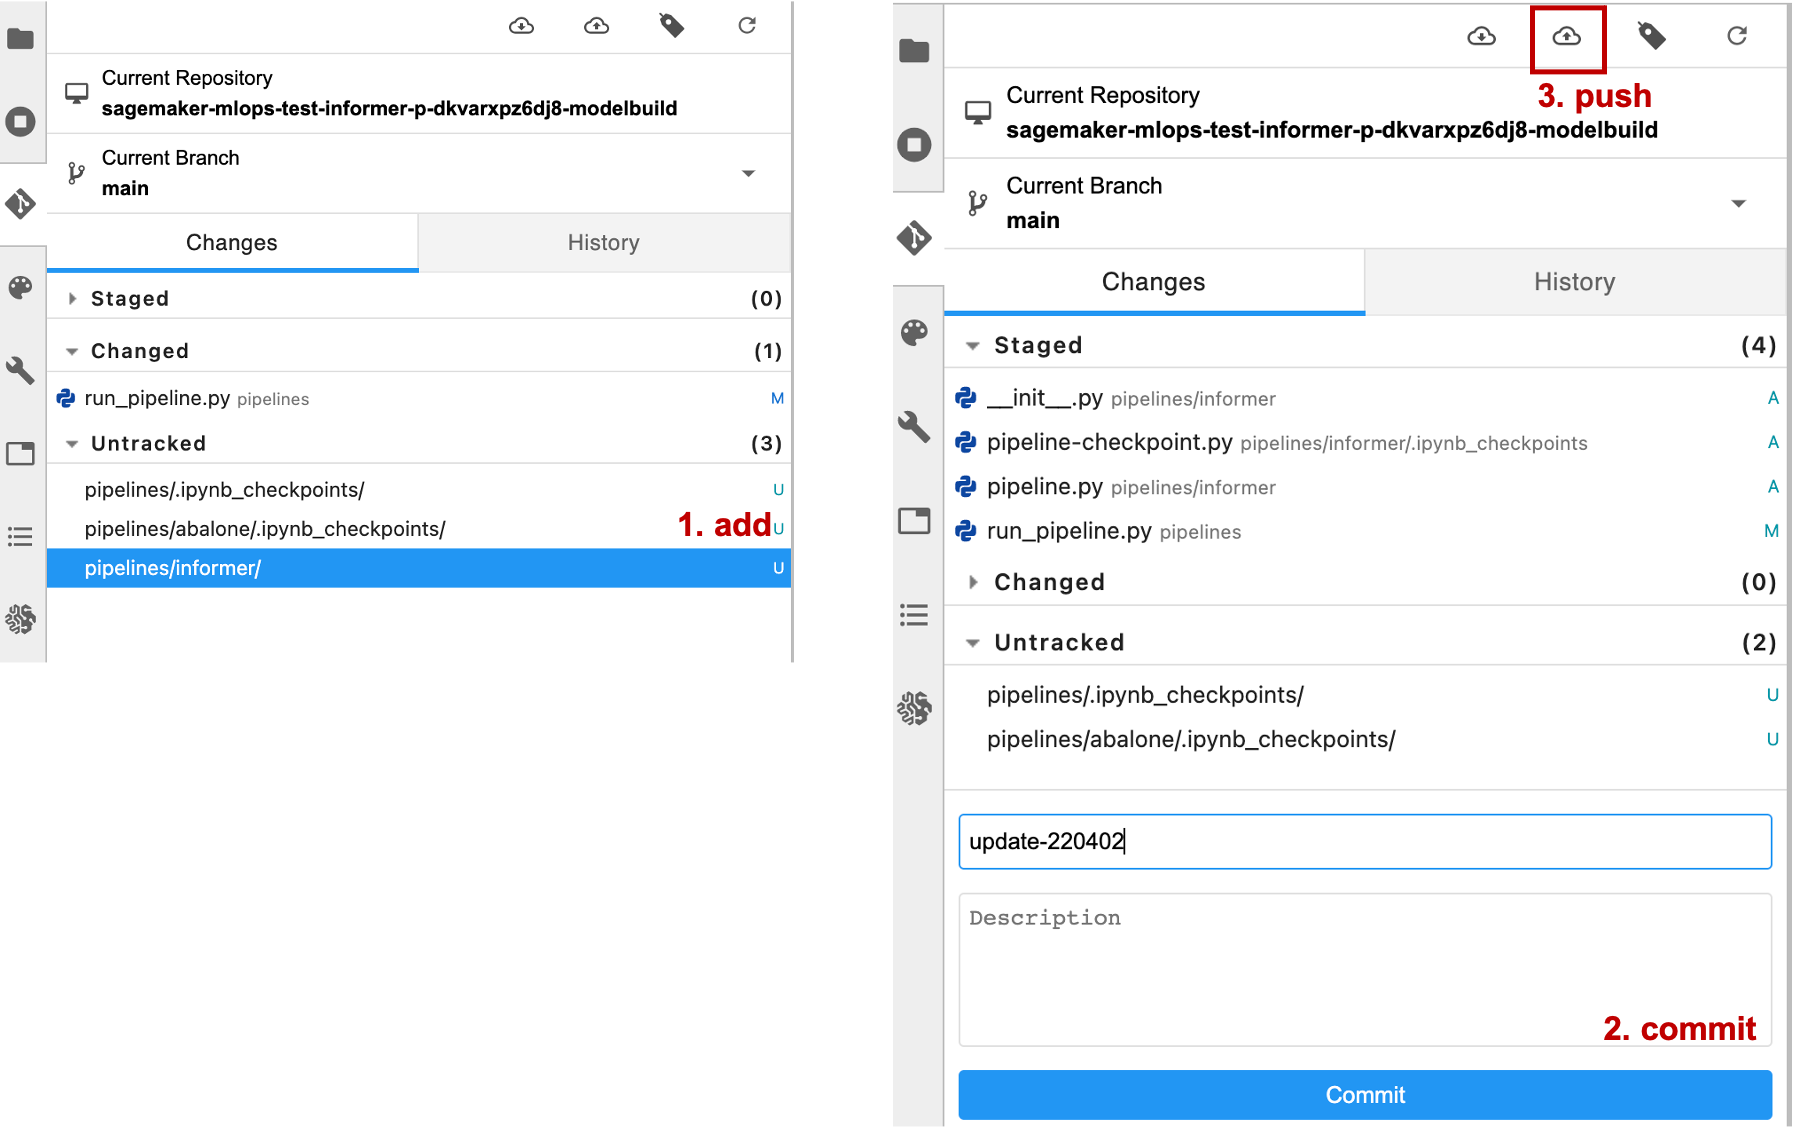 Current Repository
sagemaker-mlops-test-informer-p-dkvarxpz6dj8-modelbuild
Current Branch
main
Changes History
Staged (0)
Changed (1)
run_pipeline.py pipelines M
Untracked (3)
pipelines/.ipynb_checkpoints/ U
pipelines/abalone/.ipynb_checkpoints/ 1. add U
pipelines/informer/ U
3. push
Current Repository
sagemaker-mlops-test-informer-p-dkvarxpz6dj8-modelbuild
Current Branch
main
Changes History
Staged (4)
__init__.py pipelines/informer A
pipeline-checkpoint.py pipelines/informer/.ipynb_checkpoints A
pipeline.py pipelines/informer A
run_pipeline.py pipelines M
Changed (0)
Untracked (2)
pipelines/.ipynb_checkpoints/ U
pipelines/abalone/.ipynb_checkpoints/ U
update-220402
Description
2. commit
Commit